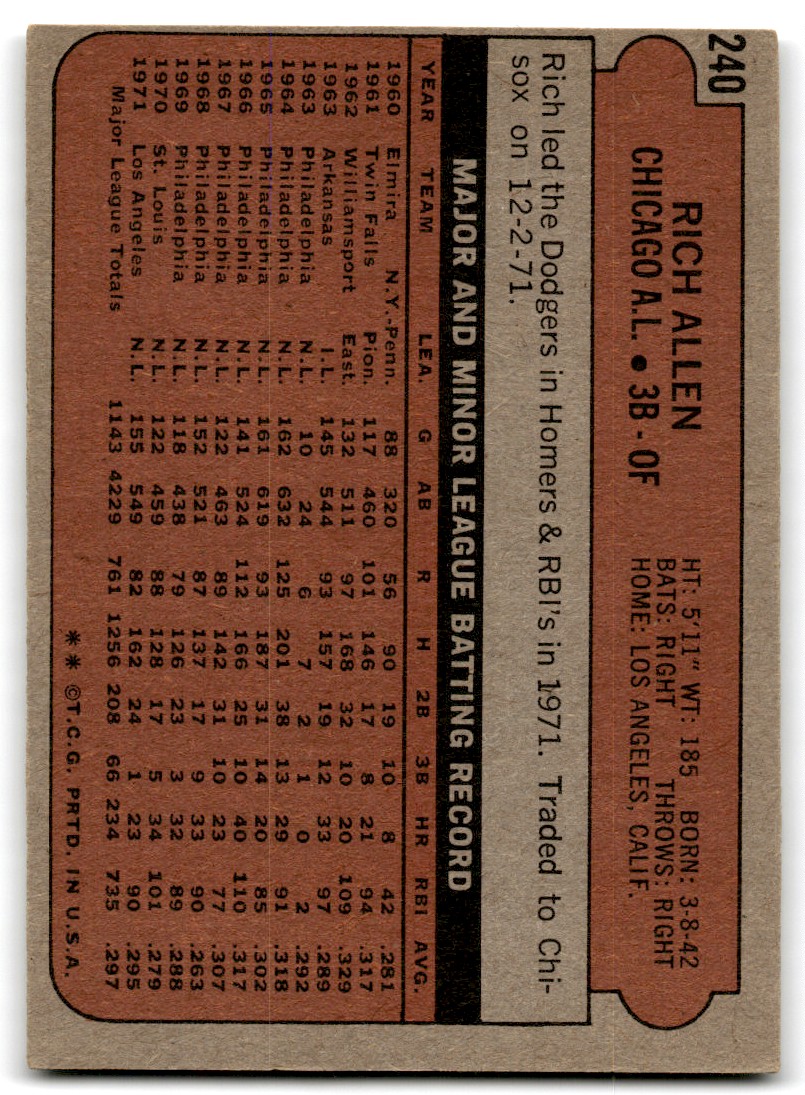 240
RICH ALLEN
CHICAGO A.L. ● 3B-OF
HT: 5'11" WT: 185 BORN: 3-8-42
BATS: RIGHT THROWS: RIGHT
HOME: LOS ANGELES, CALIF.
Rich led the Dodgers in Homers & RBI's in 1971. Traded to Chi-
sox on 12-2-71.
MAJOR AND MINOR LEAGUE BATTING RECORD
YEAR TEAM LEA. G AB R H 2B 3B HR RBI AVG.
1960 Elmira N.Y.-Penn. 88 320 56 90 19 10 8 42 .281
1961 Twin Falls Pion. 117 460 101 146 17 8 21 94 .317
1962 Williamsport East. 132 511 97 168 32 10 20 109 .329
1963 Arkansas I.L. 145 544 93 157 19 12 33 97 .289
1963 Philadelphia N.L. 10 24 6 7 2 1 0 2 .292
1964 Philadelphia N.L. 162 632 125 201 38 13 29 91 .318
1965 Philadelphia N.L. 161 619 93 187 31 14 20 85 .302
1966 Philadelphia N.L. 141 524 112 166 25 10 40 110 .317
1967 Philadelphia N.L. 122 463 89 142 31 10 23 77 .307
1968 Philadelphia N.L. 152 521 87 137 17 9 33 90 .263
1969 Philadelphia N.L. 118 438 79 126 23 3 32 89 .288
1970 St. Louis N.L. 122 459 88 128 17 5 34 101 .279
1971 Los Angeles N.L. 155 549 82 162 24 1 23 90 .295
Major League Totals 1143 4229 761 1256 208 66 234 735 .297
** ©T.C.G. PRTD. IN U.S.A.